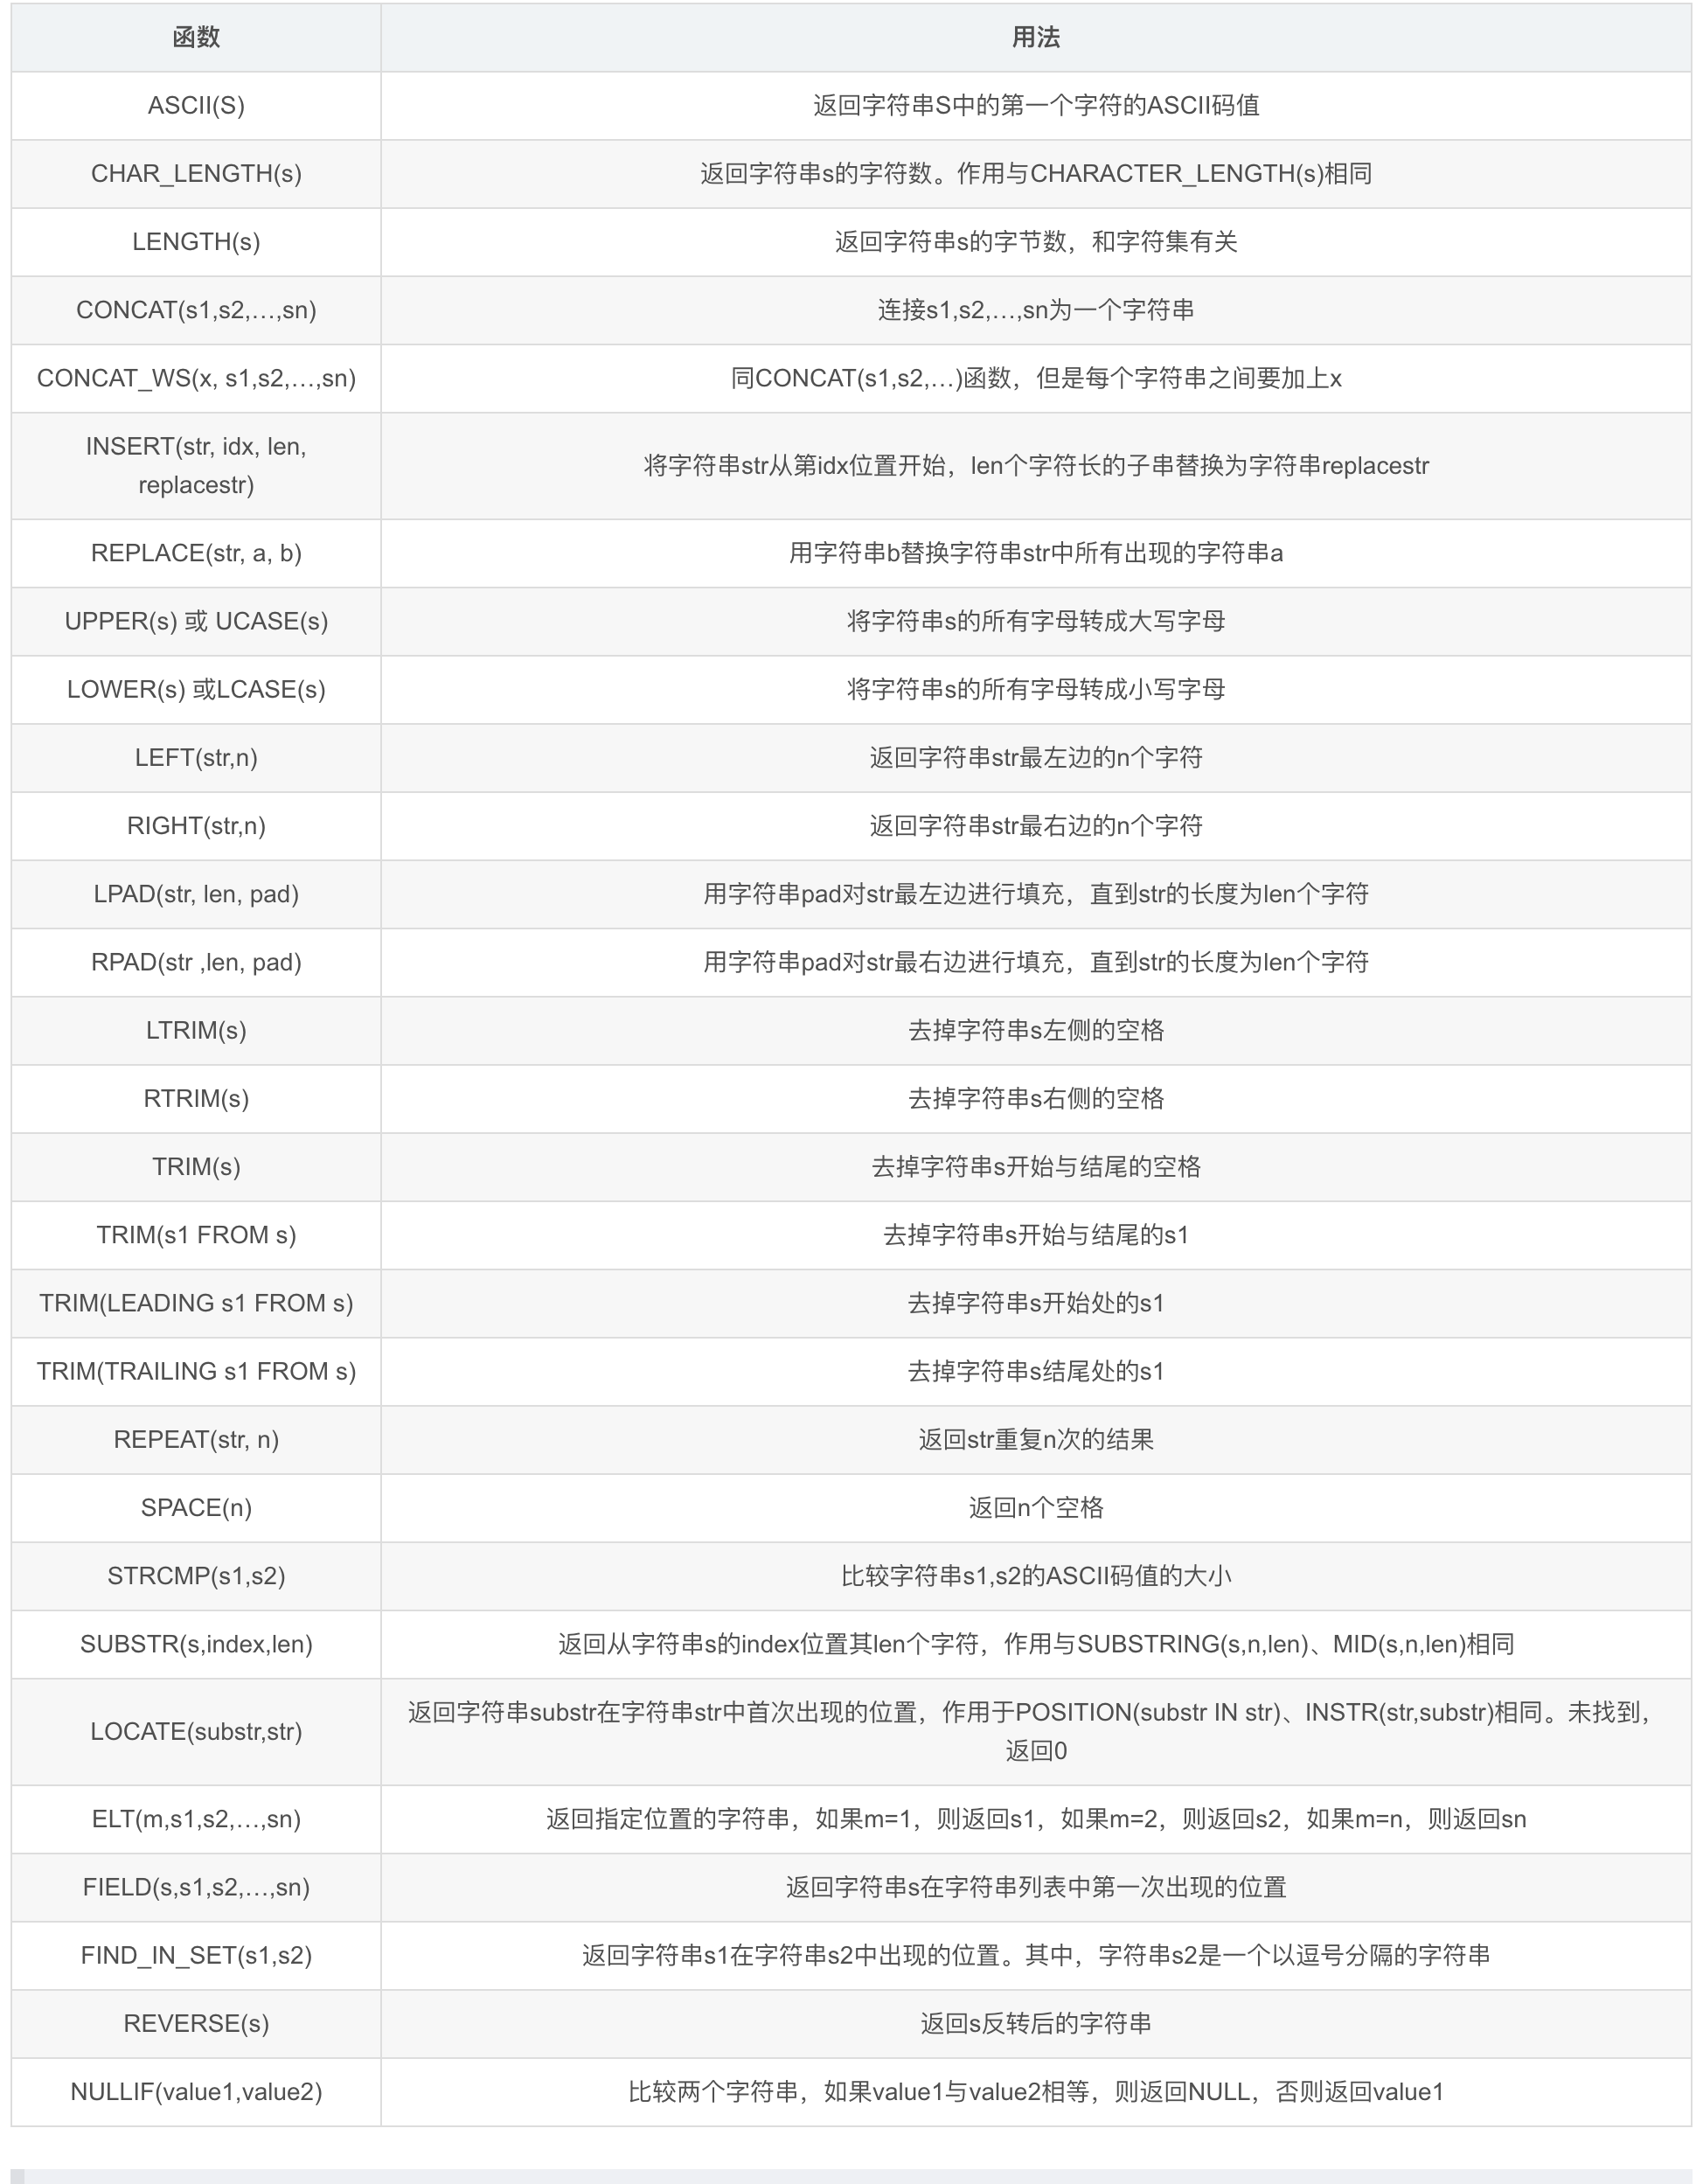 函数
用法
ASCII(S)
返回字符串S中的第一个字符的ASCII码值
CHAR_LENGTH(s)
返回字符串s的字符数。作用与CHARACTER_LENGTH(s)相同
LENGTH(s)
返回字符串s的字节数，和字符集有关
CONCAT(s1,s2,…,sn)
连接s1,s2,…,sn为一个字符串
CONCAT_WS(x, s1,s2,…,sn)
同CONCAT(s1,s2,…)函数，但是每个字符串之间要加上x
INSERT(str, idx, len,
replacestr)
将字符串str从第idx位置开始，len个字符长的子串替换为字符串replacestr
REPLACE(str, a, b)
用字符串b替换字符串str中所有出现的字符串a
UPPER(s) 或 UCASE(s)
将字符串s的所有字母转成大写字母
LOWER(s) 或LCASE(s)
将字符串s的所有字母转成小写字母
LEFT(str,n)
返回字符串str最左边的n个字符
RIGHT(str,n)
返回字符串str最右边的n个字符
LPAD(str, len, pad)
用字符串pad对str最左边进行填充，直到str的长度为len个字符
RPAD(str ,len, pad)
用字符串pad对str最右边进行填充，直到str的长度为len个字符
LTRIM(s)
去掉字符串s左侧的空格
RTRIM(s)
去掉字符串s右侧的空格
TRIM(s)
去掉字符串s开始与结尾的空格
TRIM(s1 FROM s)
去掉字符串s开始与结尾的s1
TRIM(LEADING s1 FROM s)
去掉字符串s开始处的s1
TRIM(TRAILING s1 FROM s)
去掉字符串s结尾处的s1
REPEAT(str, n)
返回str重复n次的结果
SPACE(n)
返回n个空格
STRCMP(s1,s2)
比较字符串s1,s2的ASCII码值的大小
SUBSTR(s,index,len)
返回从字符串s的index位置其len个字符，作用与SUBSTRING(s,n,len)、MID(s,n,len)相同
LOCATE(substr,str)
返回字符串substr在字符串str中首次出现的位置，作用于POSITION(substr IN str)、INSTR(str,substr)相同。未找到，
返回0
ELT(m,s1,s2,…,sn)
返回指定位置的字符串，如果m=1，则返回s1，如果m=2，则返回s2，如果m=n，则返回sn
FIELD(s,s1,s2,…,sn)
返回字符串s在字符串列表中第一次出现的位置
FIND_IN_SET(s1,s2)
返回字符串s1在字符串s2中出现的位置。其中，字符串s2是一个以逗号分隔的字符串
REVERSE(s)
返回s反转后的字符串
NULLIF(value1,value2)
比较两个字符串，如果value1与value2相等，则返回NULL，否则返回value1